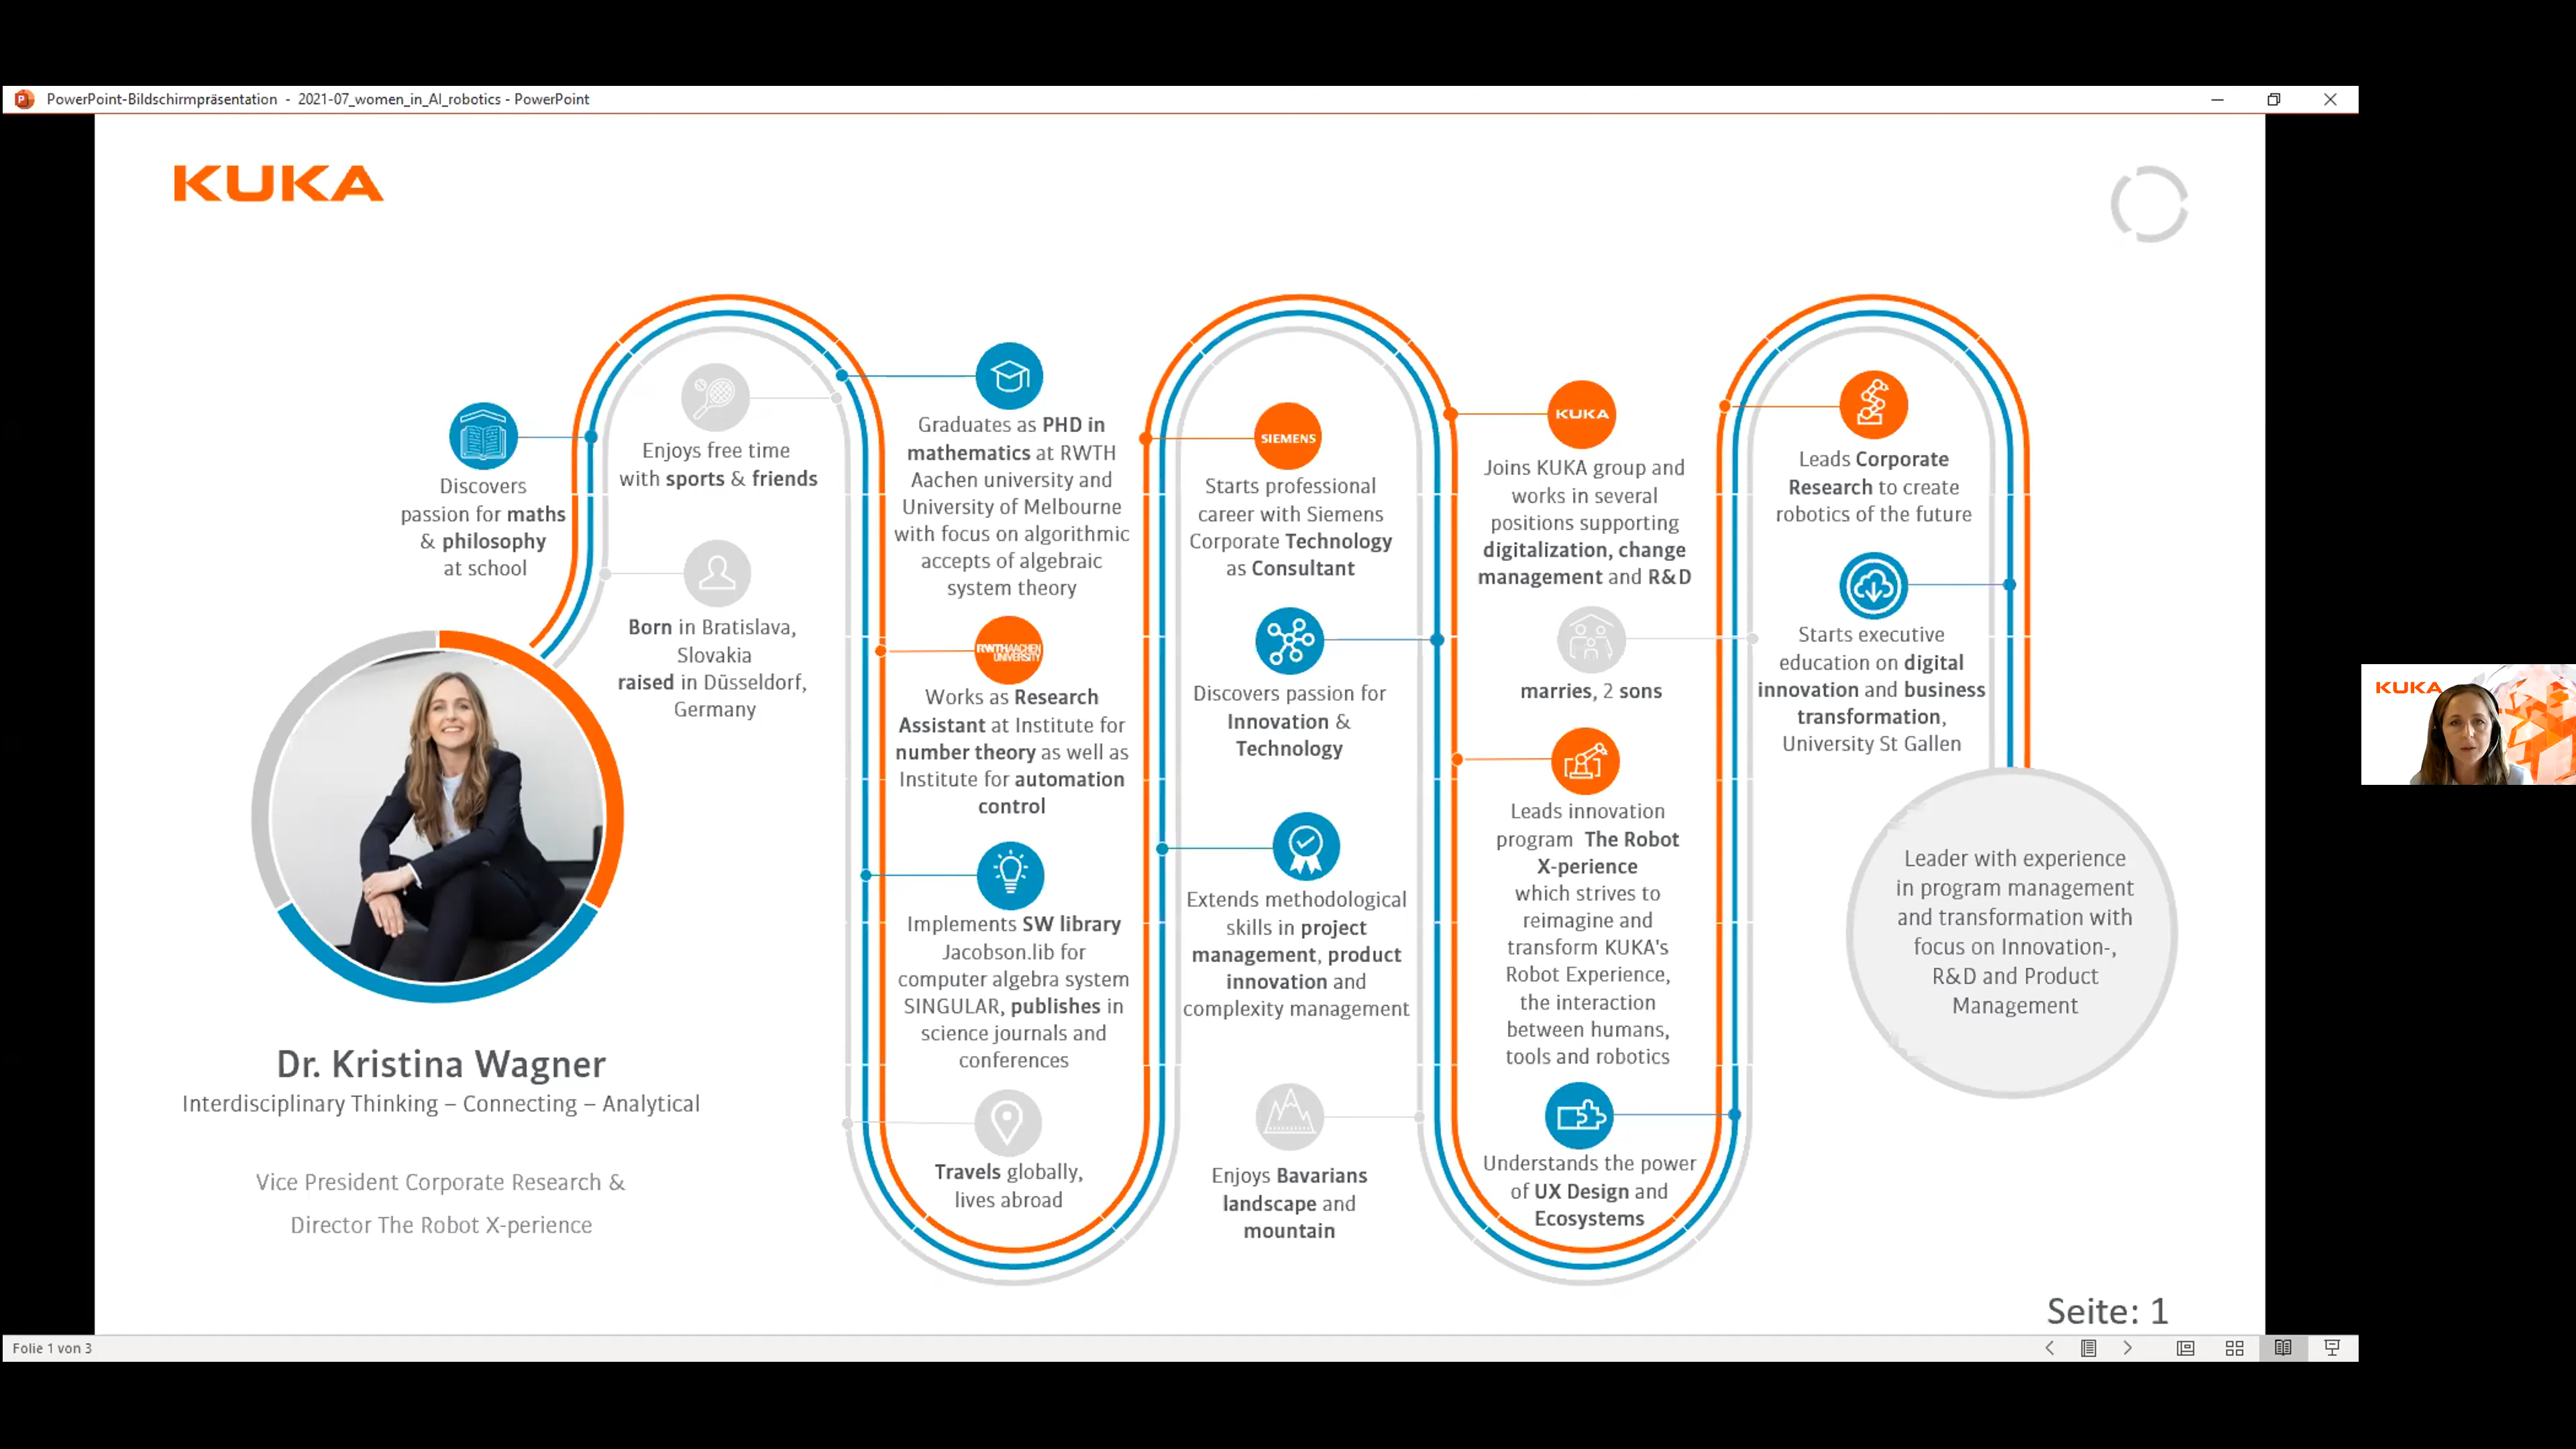 PowerPoint-Bildschirmpräsentation - 2021-07_women_in_AI_robotics - PowerPoint
KUKA
Discovers
passion for maths
& philosophy
at school
Enjoys free time
with sports & friends
Born in Bratislava,
Slovakia
raised in Düsseldorf,
Germany
Dr. Kristina Wagner
Interdisciplinary Thinking – Connecting – Analytical
Vice President Corporate Research &
Director The Robot X-perience
Graduates as PHD in
mathematics at RWTH
Aachen university and
University of Melbourne
with focus on algorithmic
accepts of algebraic
system theory
RWTH AACHEN
UNIVERSITY
Works as Research
Assistant at Institute for
number theory as well as
Institute for automation
control
Implements SW library
Jacobson.lib for
computer algebra system
SINGULAR, publishes in
science journals and
conferences
Travels globally,
lives abroad
SIEMENS
Starts professional
career with Siemens
Corporate Technology
as Consultant
Discovers passion for
Innovation &
Technology
Extends methodological
skills in project
management, product
innovation and
complexity management
Enjoys Bavarians
landscape and
mountain
KUKA
Joins KUKA group and
works in several
positions supporting
digitalization, change
management and R&D
marries, 2 sons
Leads innovation
program The Robot
X-perience
which strives to
reimagine and
transform KUKA's
Robot Experience,
the interaction
between humans,
tools and robotics
Understands the power
of UX Design and
Ecosystems
Leads Corporate
Research to create
robotics of the future
Starts executive
education on digital
innovation and business
transformation,
University St Gallen
Leader with experience
in program management
and transformation with
focus on Innovation-,
R&D and Product
Management
KUKA
Seite: 1
Folie 1 von 3